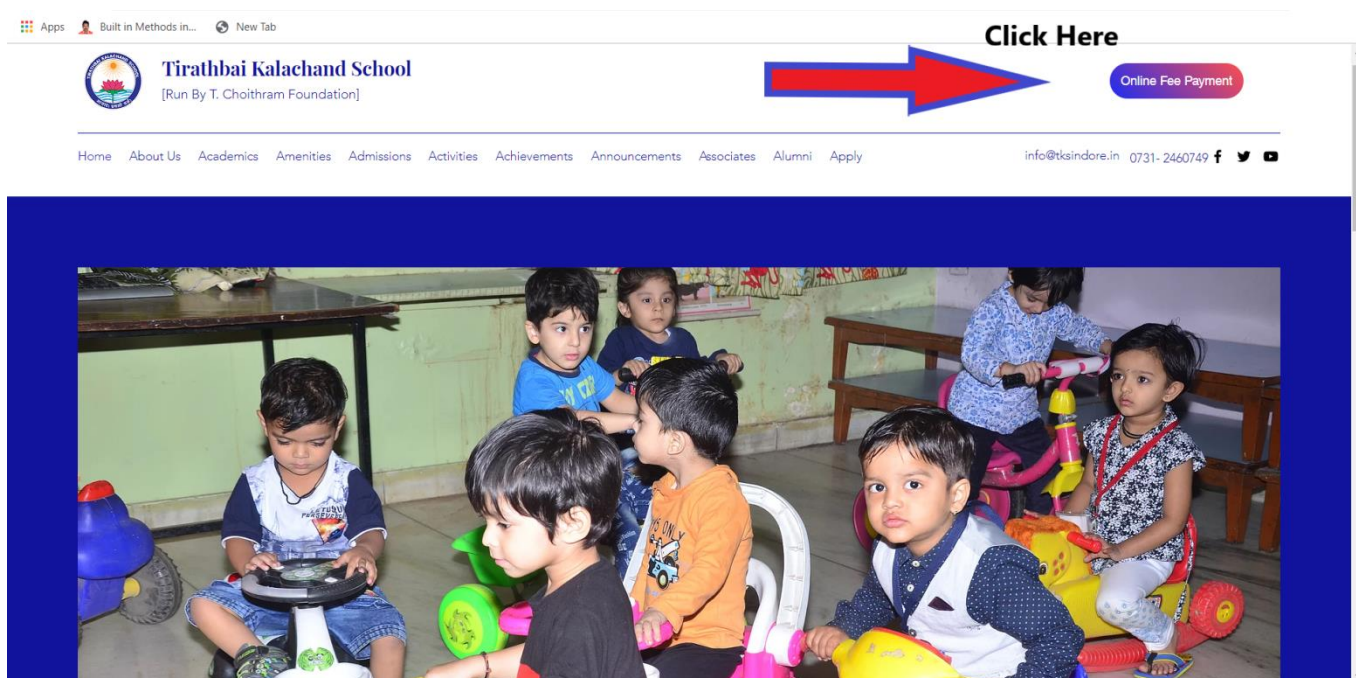 Apps Built in Methods in... New Tab
Click Here
Tirathbai Kalachand School
[Run By T. Choithram Foundation]
Online Fee Payment
Home About Us Academics Amenities Admissions Activities Achievements Announcements Associates Alumni Apply
info@tksindore.in 0731- 2460749